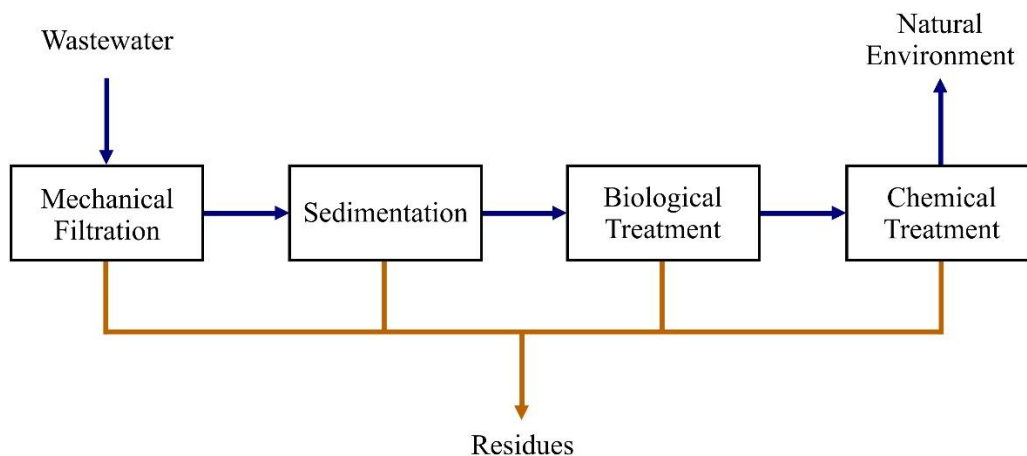 Wastewater
Natural
Environment
Mechanical
Filtration
Sedimentation
Biological
Treatment
Chemical
Treatment
Residues